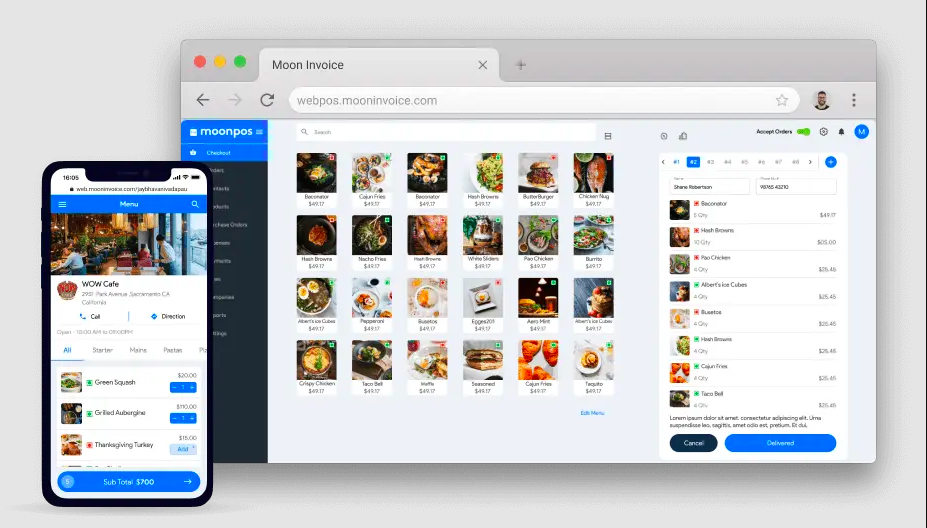 Moon Invoice
webpos.mooninvoice.com
moonpos
Search
Accept Orders
M
Checkout
Orders
Contacts
Products
Purchase Orders
Expenses
Payments
Companies
Reports
Settings
Baconator Cajun Fries Baconator Hash Browns ButterBurger Chicken Nug
$49.17 $49.17 $49.17 $49.17 $49.17 $49.17
Hash Browns Nacho Fries Hash Browns White Sliders Pao Chicken Burrito
$49.17 $49.17 $49.17 $49.17 $49.17 $49.17
Albert's ice Cubes Pepperoni Busetos Egges201 Aero Mint Albert's ice Cubes
$49.17 $49.17 $49.17 $49.17 $49.17 $49.17
Crispy Chicken Taco Bell Waffle Seasoned Cajun Fries Taquito
$49.17 $49.17 $49.17 $49.17 $49.17 $49.17
Edit Menu
#1 #2 #3 #4 #5 #6 #7 #8
Shane Robertson 98765 43210
Baconator
5 Qty $49.17
Hash Browns
10 Qty $05.00
Pao Chicken
4 Qty $25.45
Albert's ice Cubes
4 Qty $25.45
Busetos
4 Qty $25.45
Hash Browns
4 Qty $25.45
Cajun Fries
4 Qty $25.45
Taco Bell
4 Qty $25.45
Lorem ipsum dolor sit amet, consectetur adipiscing elit. Urna
suspendisse leo, sagittis, amet odio est, pretium. Et dui.
Cancel Delivered
16:05
web.mooninvoice.com/jaybhavanivadapau
Menu
WOW Cafe
2951 Park Avenue ,Sacramento CA
California
Call Direction
Open - 10:00 AM to 09:00PM
All Starter Mains Pastas
Green Squash $20.00
- 1 +
Grilled Aubergine $110.00
- 1 +
Thanksgiving Turkey $15.00
Add +
5 Sub Total $700